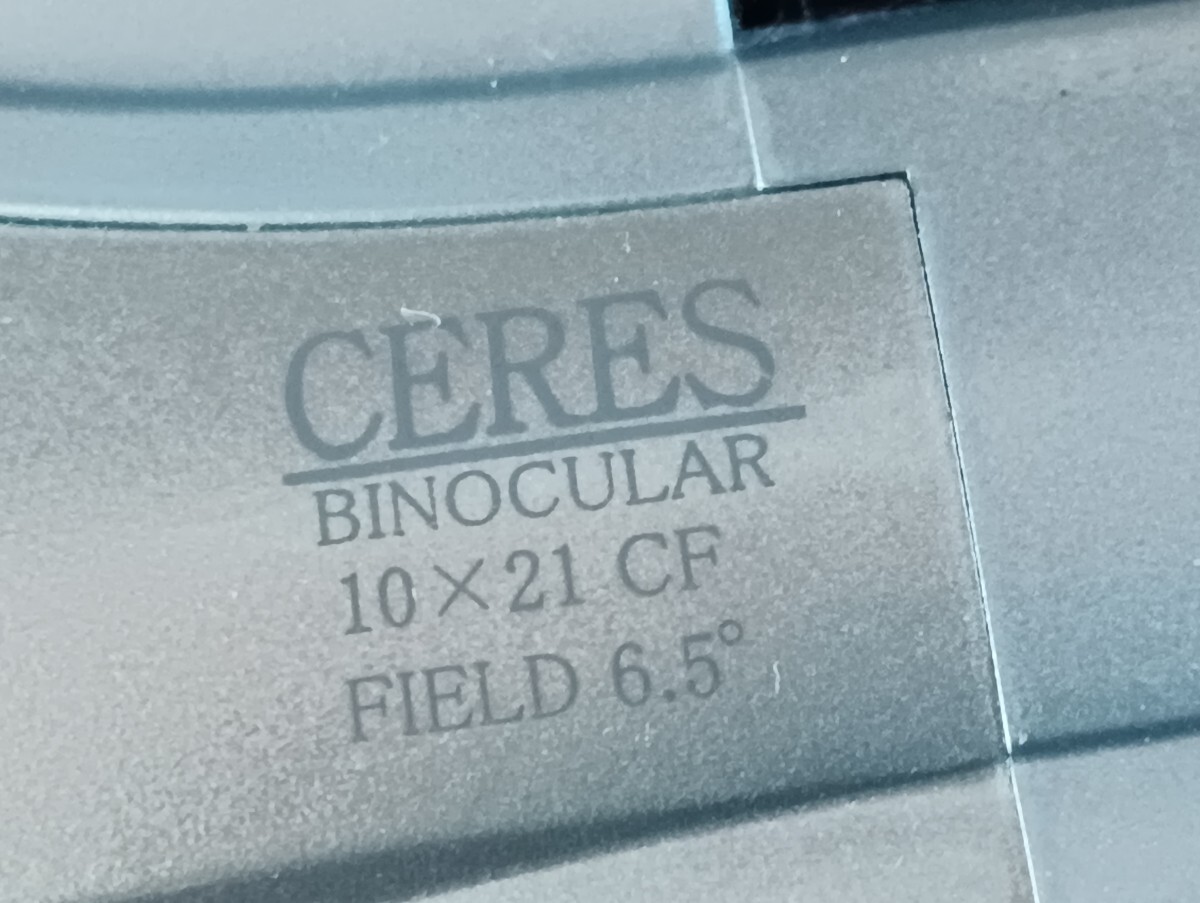 CERES
BINOCULAR
10×21 CF
FIELD 6.5°